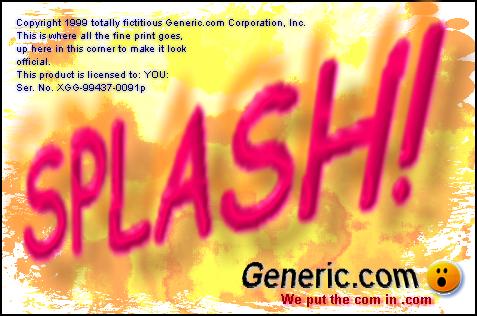 Copyright 1999 totally fictitious Generic.com Corporation, Inc.
This is where all the fine print goes,
up here in this corner to make it look
official.
This product is licensed to: YOU:
Ser. No. XGG-99437-0091p
SPLASH!
Generic.com
We put the com in .com